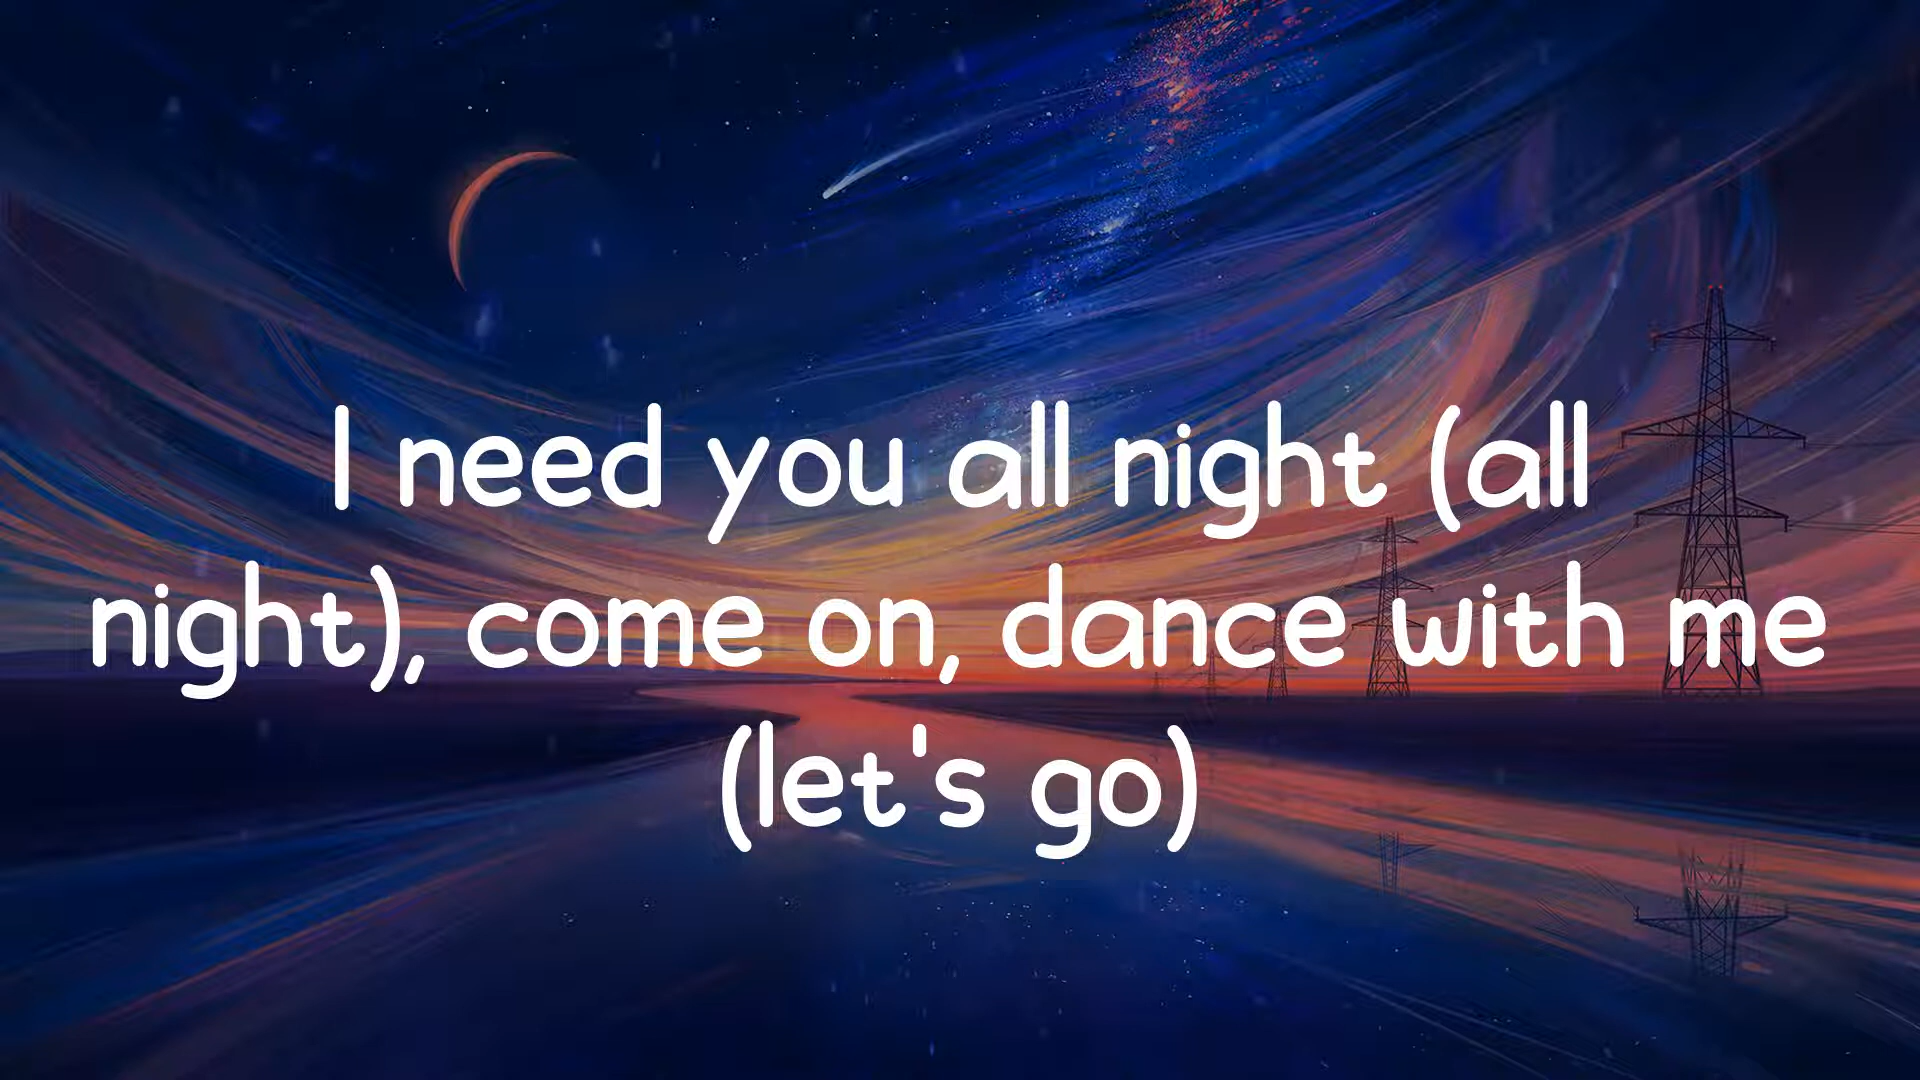 I need you all night (all
night), come on, dance with me
(let's go)